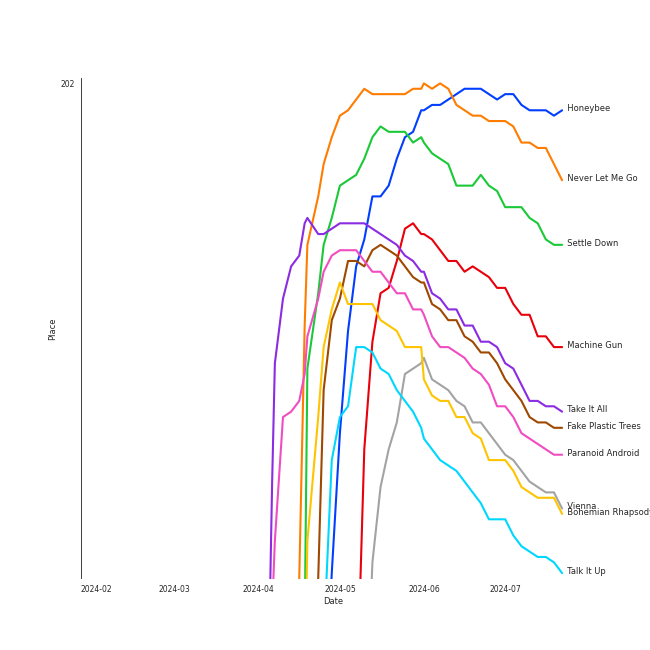 202
Honeybee
Never Let Me Go
Settle Down
Place
Machine Gun
Take It All
Fake Plastic Trees
Paranoid Android
Vienna
Bohemian Rhapsod
Talk It Up
2024-02 2024-03 2024-04 2024-05 2024-06 2024-07
Date